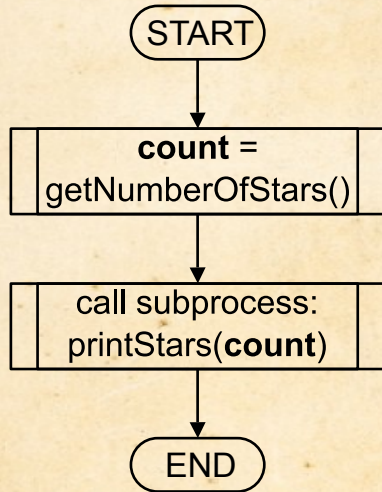 START
count =
getNumberOfStars()
call subprocess:
printStars(count)
END